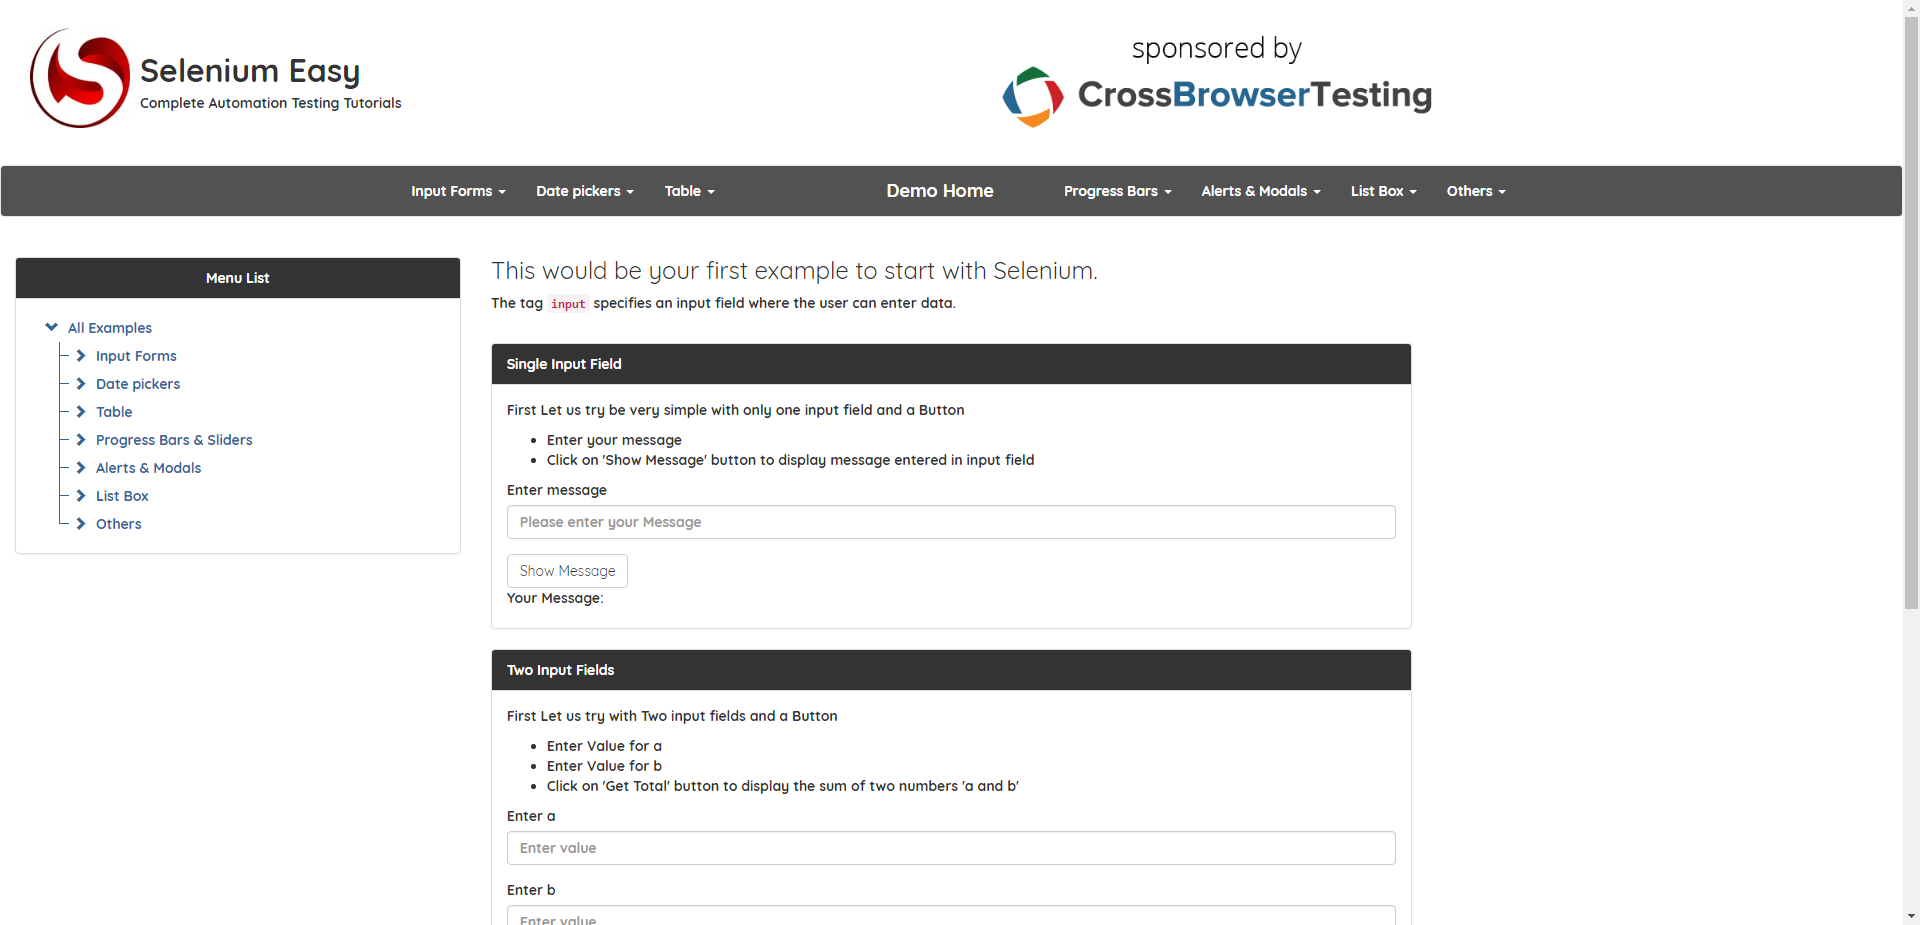 Selenium Easy
Complete Automation Testing Tutorials
sponsored by
CrossBrowserTesting
Input Forms
Date pickers
Table
Demo Home
Progress Bars
Alerts & Modals
List Box
Others
Menu List
All Examples
Input Forms
Date pickers
Table
Progress Bars & Sliders
Alerts & Modals
List Box
Others
This would be your first example to start with Selenium.
The tag input specifies an input field where the user can enter data.
Single Input Field
First Let us try be very simple with only one input field and a Button
Enter your message
Click on 'Show Message' button to display message entered in input field
Enter message
Please enter your Message
Show Message
Your Message:
Two Input Fields
First Let us try with Two input fields and a Button
Enter Value for a
Enter Value for b
Click on 'Get Total' button to display the sum of two numbers 'a and b'
Enter a
Enter value
Enter b
Enter value